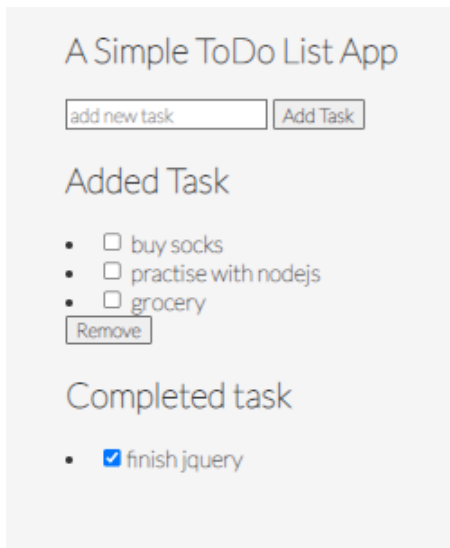 A Simple ToDo List App
add new task Add Task
Added Task
buy socks
practise with nodejs
grocery
Remove
Completed task
finish jquery